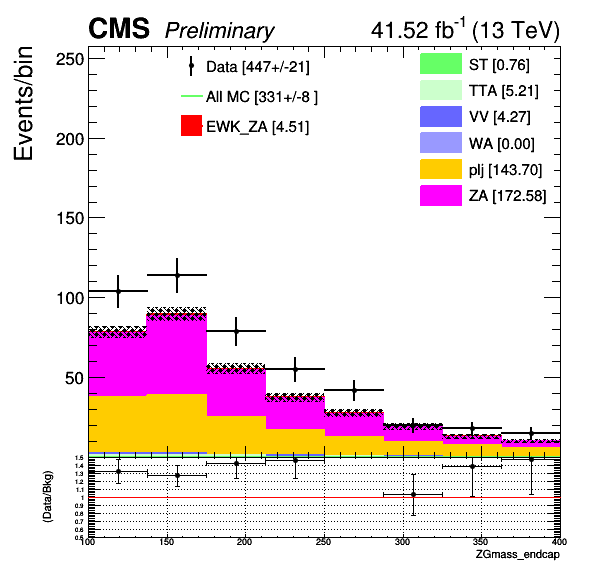 CMS Preliminary 41.52 fb⁻¹ (13 TeV)
Events/bin
250
200
150
100
50
Data [447+/-21]
All MC [331+/-8 ]
EWK_ZA [4.51]
ST [0.76]
TTA [5.21]
VV [4.27]
WA [0.00]
plj [143.70]
ZA [172.58]
(Data/Bkg)
1.5
1.4
1.3
1.2
1.1
1
0.9
0.8
0.7
0.6
0.5
100 150 200 250 300 350 400
ZGmass_endcap